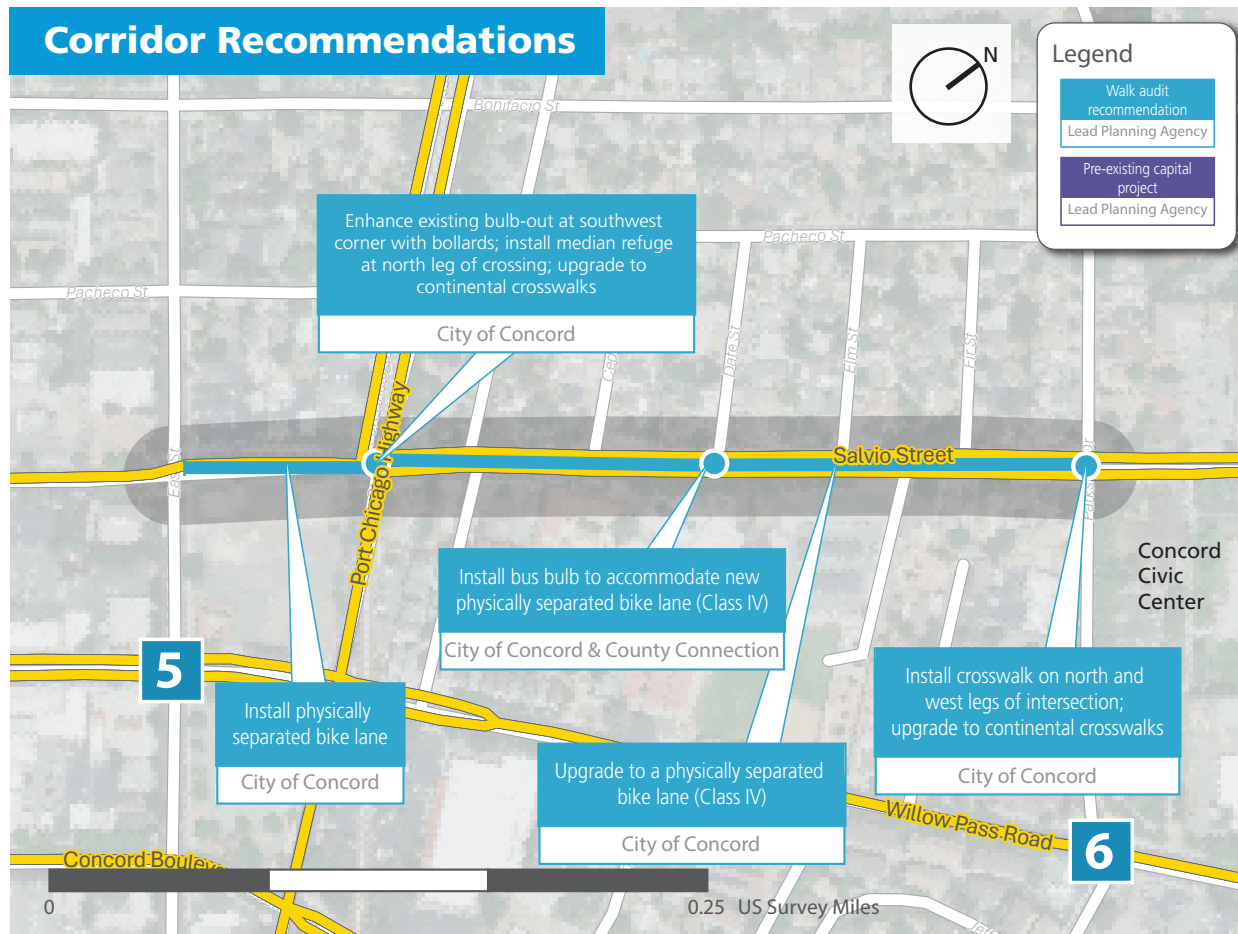 Corridor Recommendations
N
Legend
Walk audit
recommendation
Lead Planning Agency
Pre-existing capital
project
Lead Planning Agency
Bonifacio St
Enhance existing bulb-out at southwest
corner with bollards; install median refuge
at north leg of crossing; upgrade to
continental crosswalks
City of Concord
Pacheco St
Pacheco St
Date St
Elm St
Fir St
East St
Port Chicago Highway
Salvio Street
Concord
Civic
Center
Install bus bulb to accommodate new
physically separated bike lane (Class IV)
City of Concord & County Connection
5
Install physically
separated bike lane
City of Concord
Install crosswalk on north and
west legs of intersection;
upgrade to continental crosswalks
City of Concord
Upgrade to a physically separated
bike lane (Class IV)
City of Concord
Willow Pass Road
6
Concord Bouleva
0
0.25 US Survey Miles